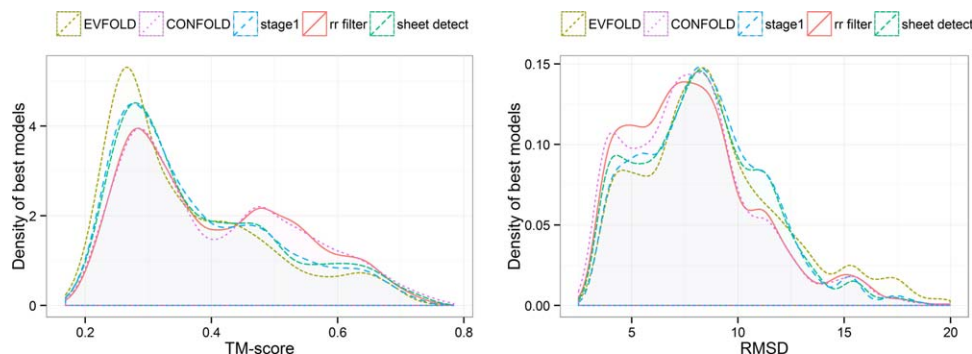 EVFOLD CONFOLD stage1 rr filter sheet detect
Density of best models
4
2
0
0.2 0.4 0.6 0.8
TM-score
EVFOLD CONFOLD stage1 rr filter sheet detect
Density of best models
0.15
0.10
0.05
0.00
5 10 15 20
RMSD